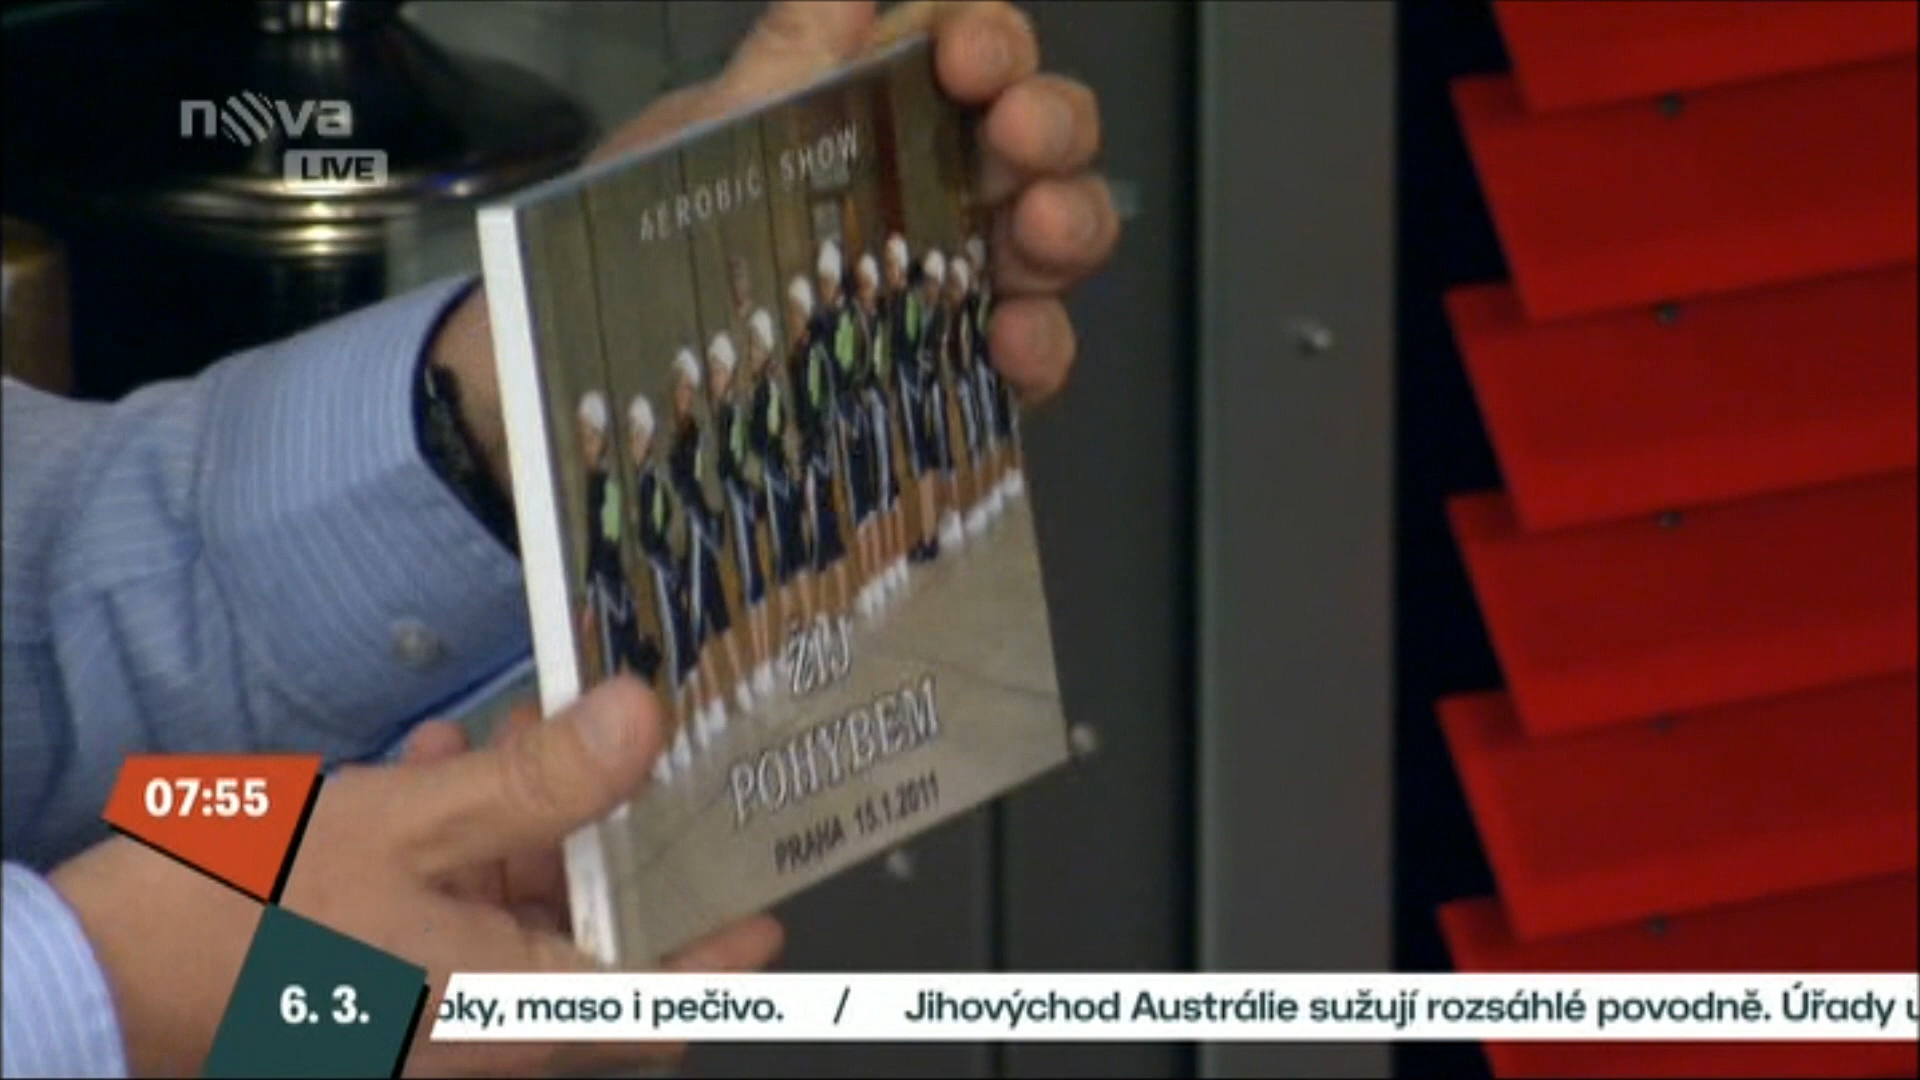 nova
LIVE
AEROBIC SHOW
ŽIJ
POHYBEM
PRAHA 15.1.2011
07:55
6. 3.
oky, maso i pečivo. / Jihovýchod Austrálie sužují rozsáhlé povodně. Úřady